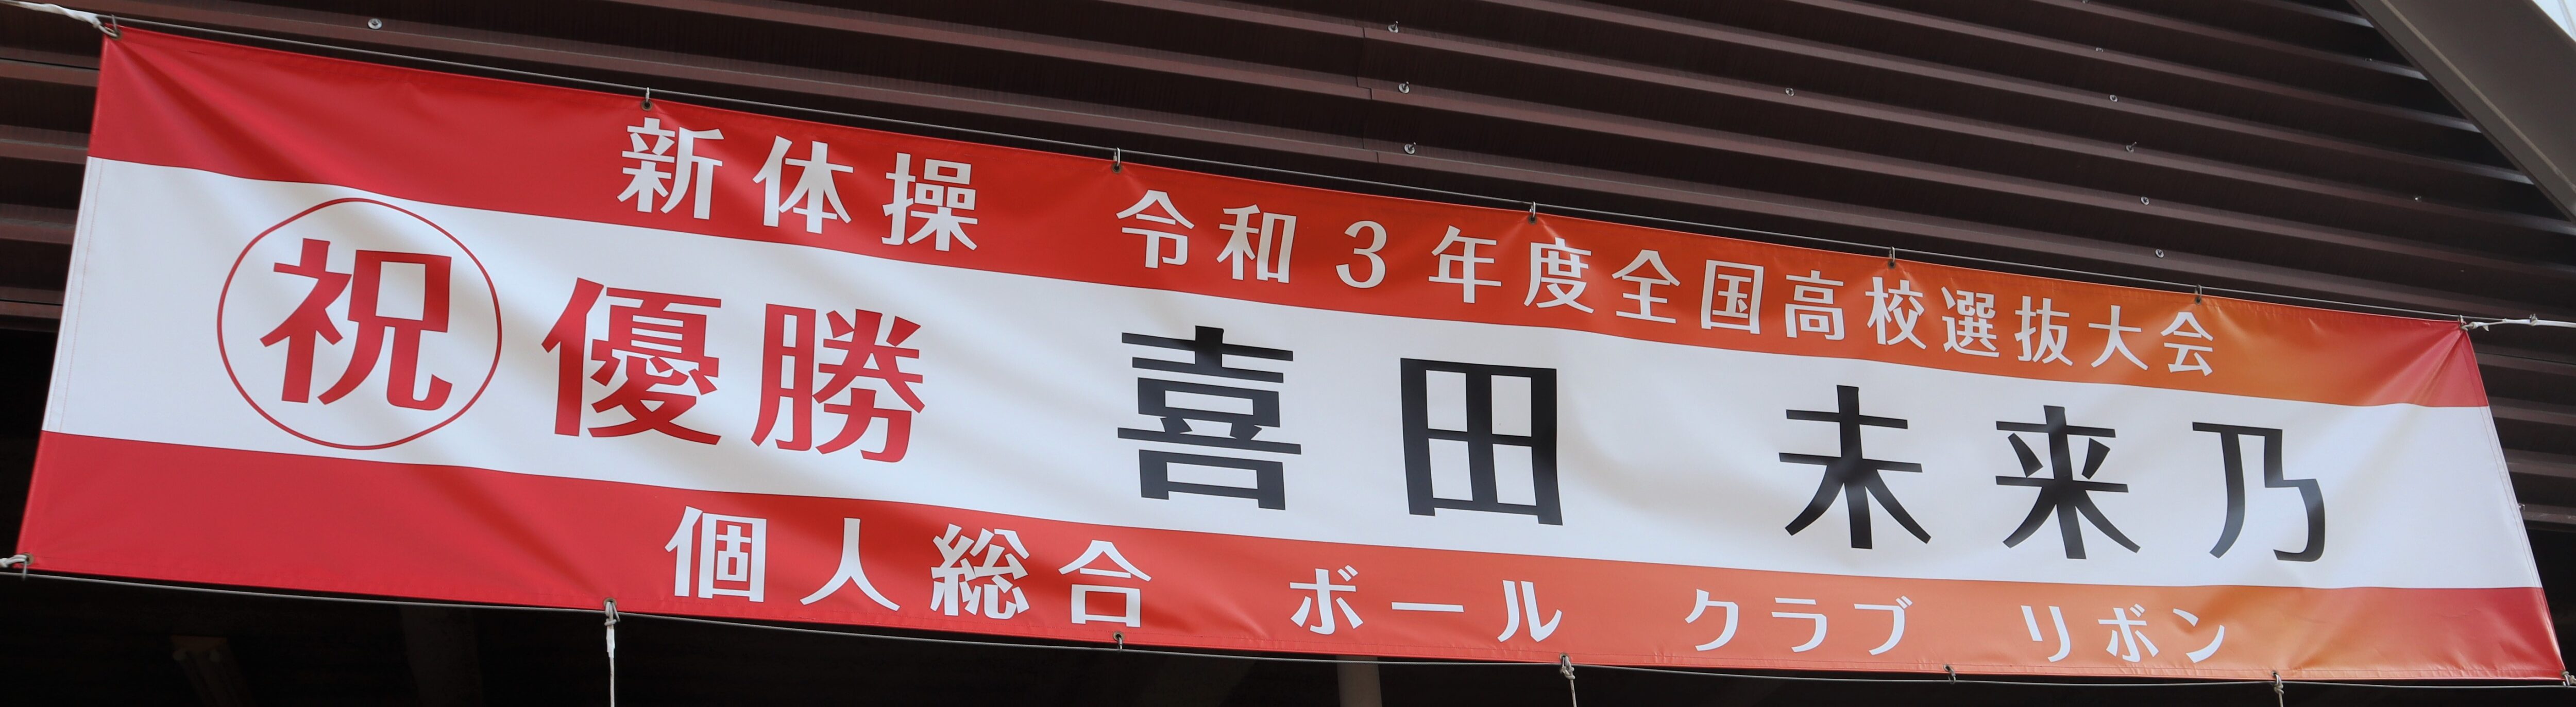 新体操 令和3年度全国高校選抜大会
祝 優勝 喜田 未来乃
個人総合 ボール クラブ リボン